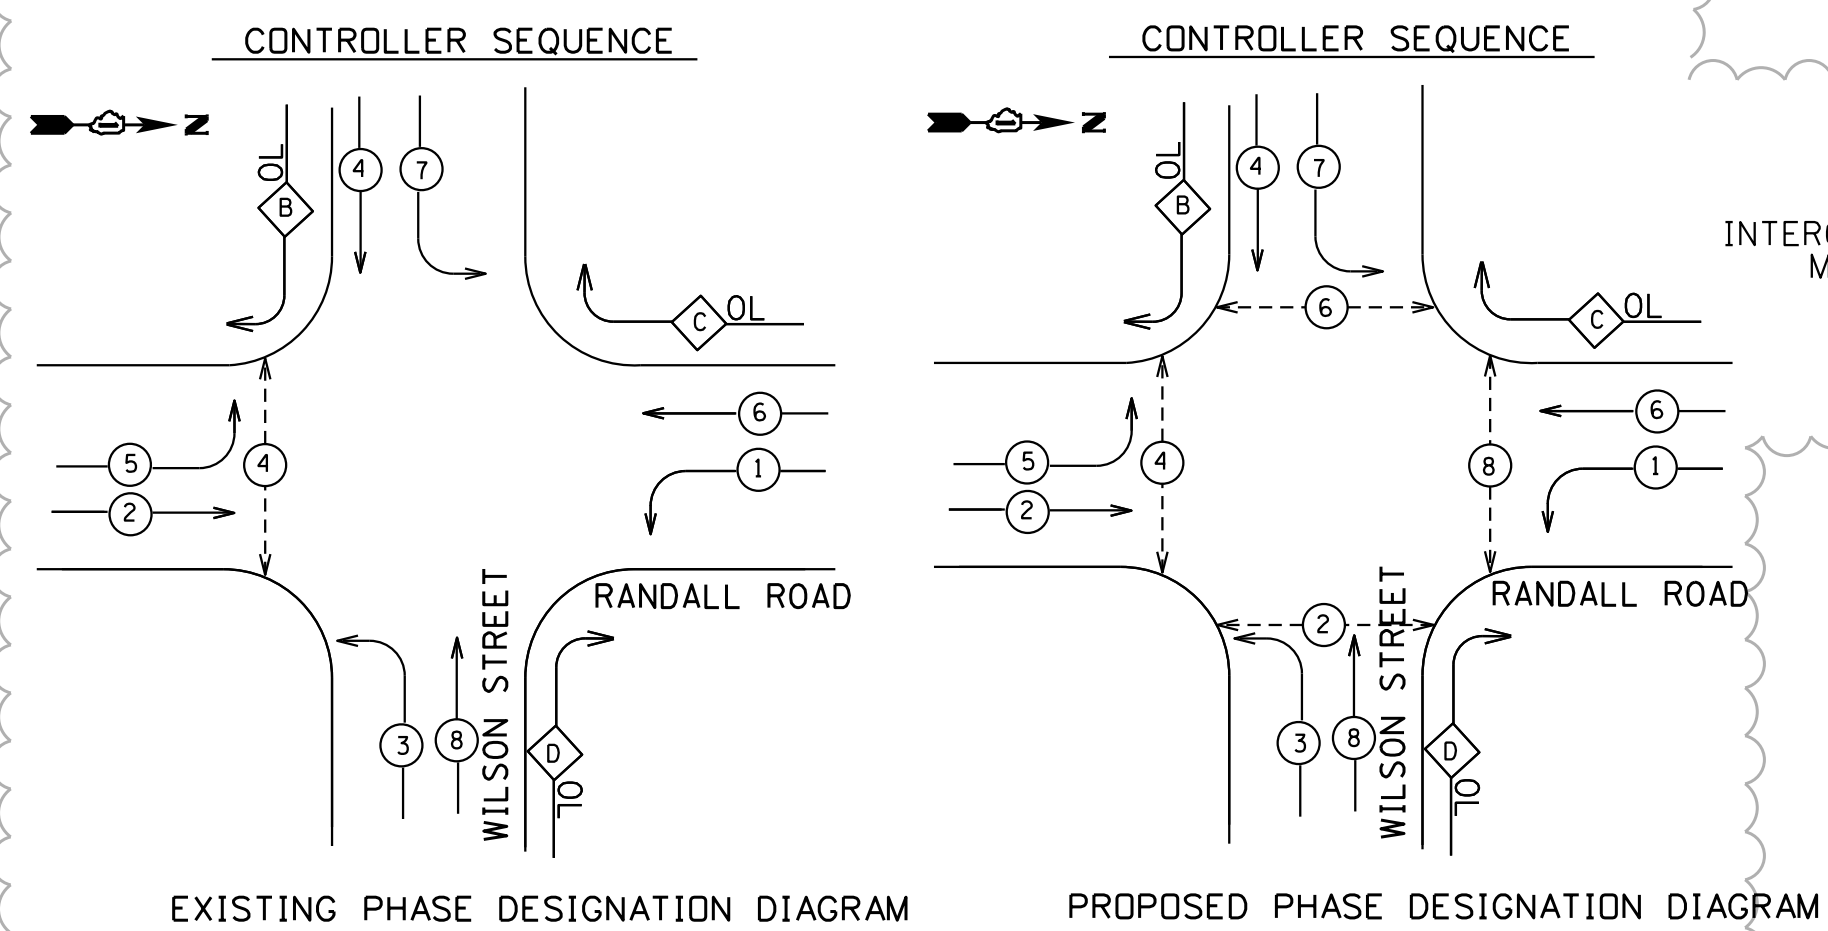 CONTROLLER SEQUENCE
N
OL
B
4
7
C
OL
6
5
4
1
2
RANDALL ROAD
WILSON STREET
3
8
D
OL
EXISTING PHASE DESIGNATION DIAGRAM
CONTROLLER SEQUENCE
N
OL
B
4
7
6
C
OL
6
5
4
8
1
2
RANDALL ROAD
2
WILSON STREET
3
8
D
OL
PROPOSED PHASE DESIGNATION DIAGRAM